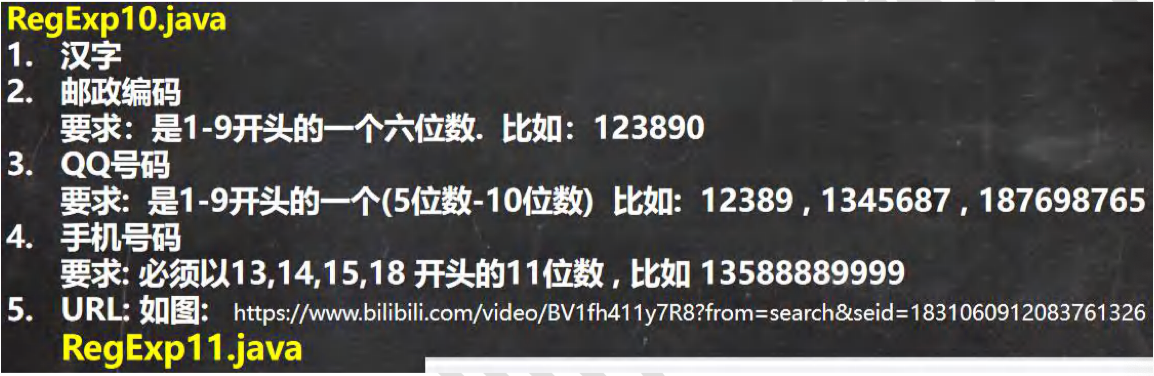 RegExp10.java
1. 汉字
2. 邮政编码
要求：是1-9开头的一个六位数. 比如：123890
3. QQ号码
要求: 是1-9开头的一个(5位数-10位数) 比如: 12389 , 1345687 , 187698765
4. 手机号码
要求: 必须以13,14,15,18 开头的11位数 , 比如 13588889999
5. URL: 如图: https://www.bilibili.com/video/BV1fh411y7R8?from=search&seid=1831060912083761326
RegExp11.java